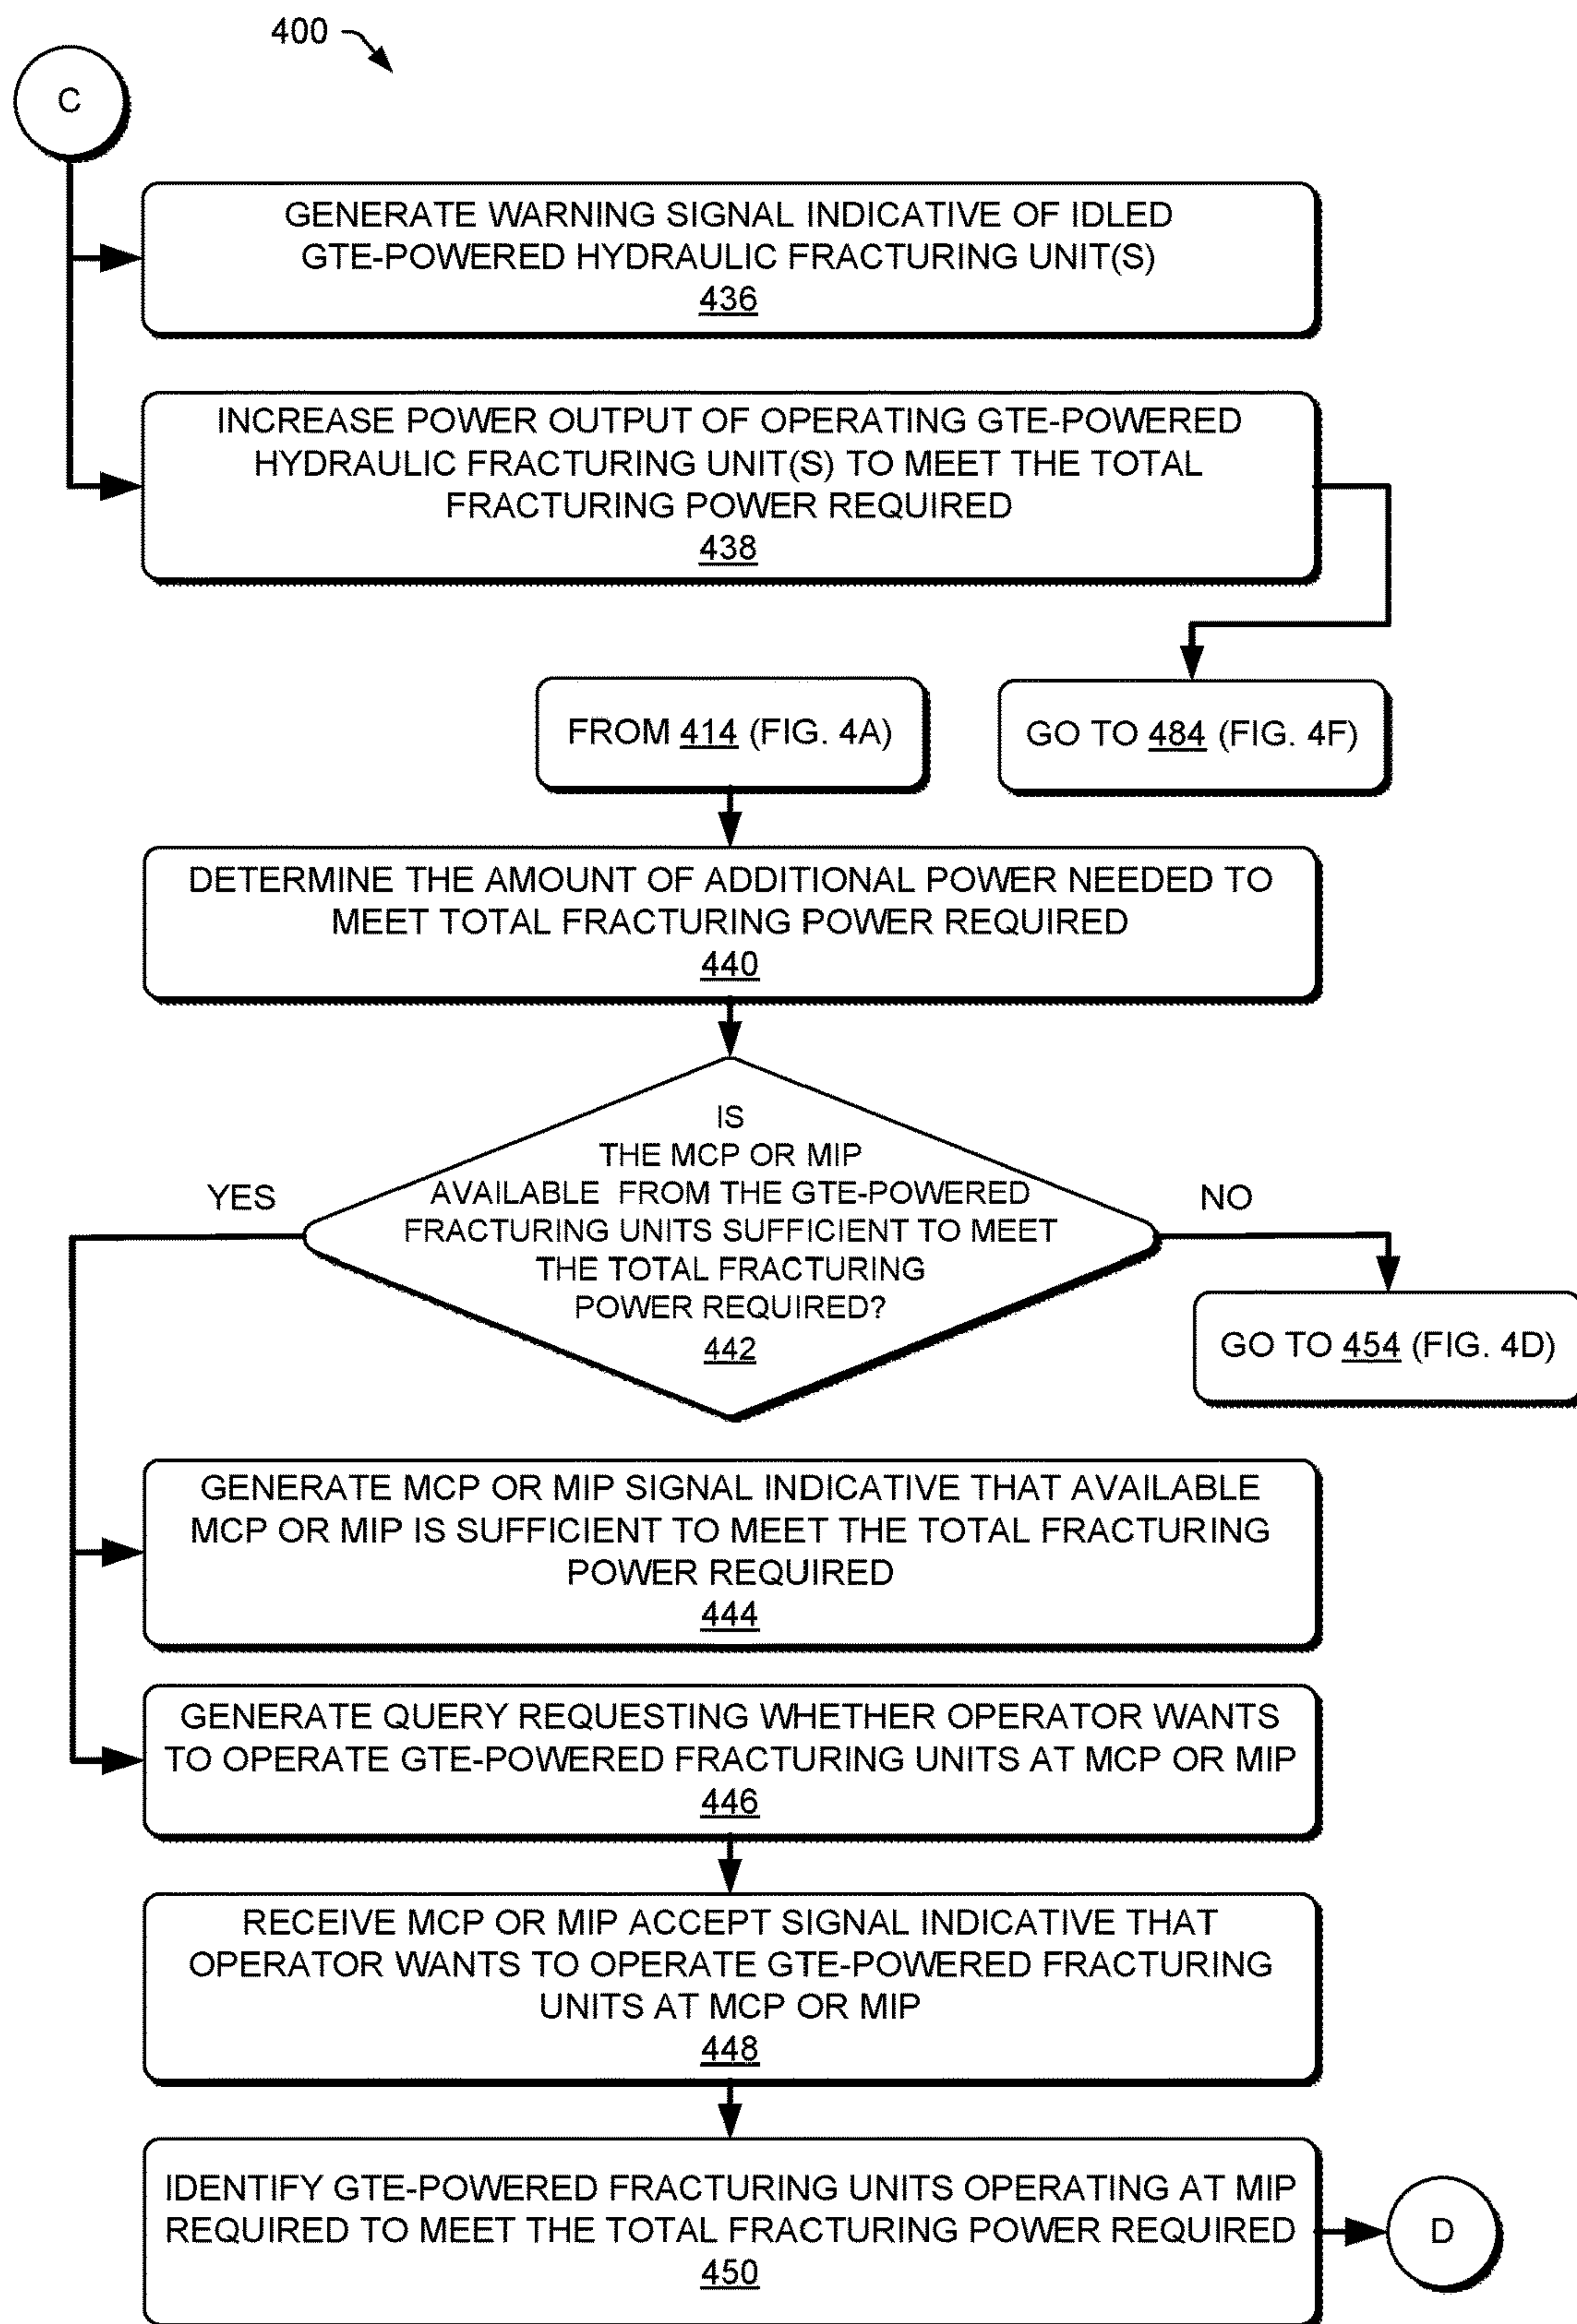 400
C
GENERATE WARNING SIGNAL INDICATIVE OF IDLED
GTE-POWERED HYDRAULIC FRACTURING UNIT(S)
436
INCREASE POWER OUTPUT OF OPERATING GTE-POWERED
HYDRAULIC FRACTURING UNIT(S) TO MEET THE TOTAL
FRACTURING POWER REQUIRED
438
FROM 414 (FIG. 4A)
GO TO 484 (FIG. 4F)
DETERMINE THE AMOUNT OF ADDITIONAL POWER NEEDED TO
MEET TOTAL FRACTURING POWER REQUIRED
440
IS
THE MCP OR MIP
AVAILABLE FROM THE GTE-POWERED
FRACTURING UNITS SUFFICIENT TO MEET
THE TOTAL FRACTURING
POWER REQUIRED?
442
YES
NO
GO TO 454 (FIG. 4D)
GENERATE MCP OR MIP SIGNAL INDICATIVE THAT AVAILABLE
MCP OR MIP IS SUFFICIENT TO MEET THE TOTAL FRACTURING
POWER REQUIRED
444
GENERATE QUERY REQUESTING WHETHER OPERATOR WANTS
TO OPERATE GTE-POWERED FRACTURING UNITS AT MCP OR MIP
446
RECEIVE MCP OR MIP ACCEPT SIGNAL INDICATIVE THAT
OPERATOR WANTS TO OPERATE GTE-POWERED FRACTURING
UNITS AT MCP OR MIP
448
IDENTIFY GTE-POWERED FRACTURING UNITS OPERATING AT MIP
REQUIRED TO MEET THE TOTAL FRACTURING POWER REQUIRED
450
D